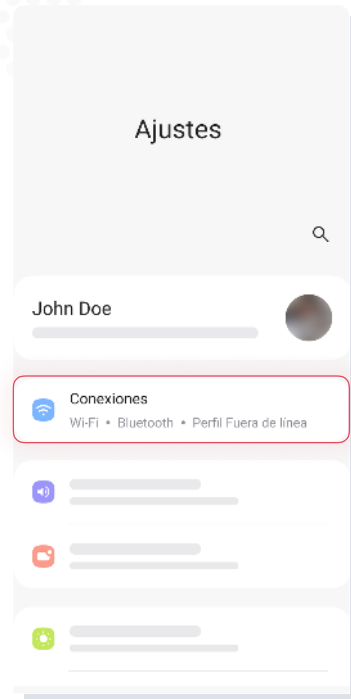 Ajustes
John Doe
Conexiones
Wi-Fi • Bluetooth • Perfil Fuera de línea